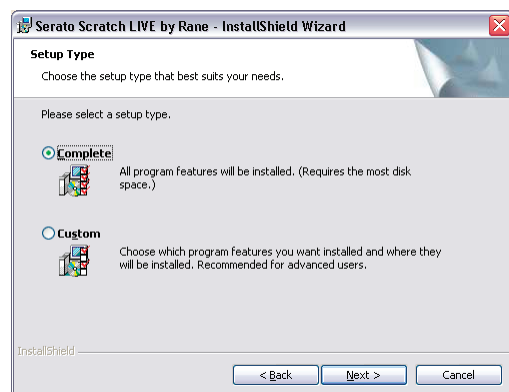 Serato Scratch LIVE by Rane - InstallShield Wizard
Setup Type
Choose the setup type that best suits your needs.
Please select a setup type.
Complete
All program features will be installed. (Requires the most disk
space.)
Custom
Choose which program features you want installed and where they
will be installed. Recommended for advanced users.
InstallShield
< Back
Next >
Cancel